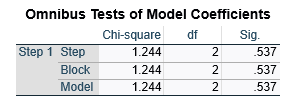 Omnibus Tests of Model Coefficients
Chi-square df Sig.
Step 1 Step 1.244 2 .537
Block 1.244 2 .537
Model 1.244 2 .537